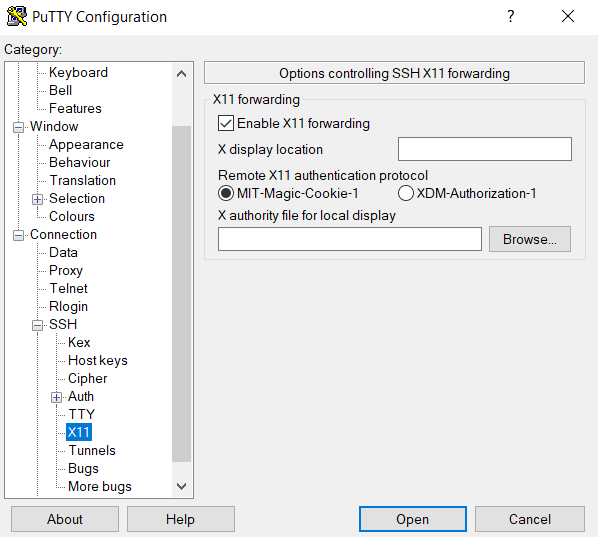 PuTTY Configuration
?
Category:
Keyboard
Bell
Features
Window
Appearance
Behaviour
Translation
Selection
Colours
Connection
Data
Proxy
Telnet
Rlogin
SSH
Kex
Host keys
Cipher
Auth
TTY
X11
Tunnels
Bugs
More bugs
Options controlling SSH X11 forwarding
X11 forwarding
Enable X11 forwarding
X display location
Remote X11 authentication protocol
MIT-Magic-Cookie-1 XDM-Authorization-1
X authority file for local display
Browse...
About Help Open Cancel